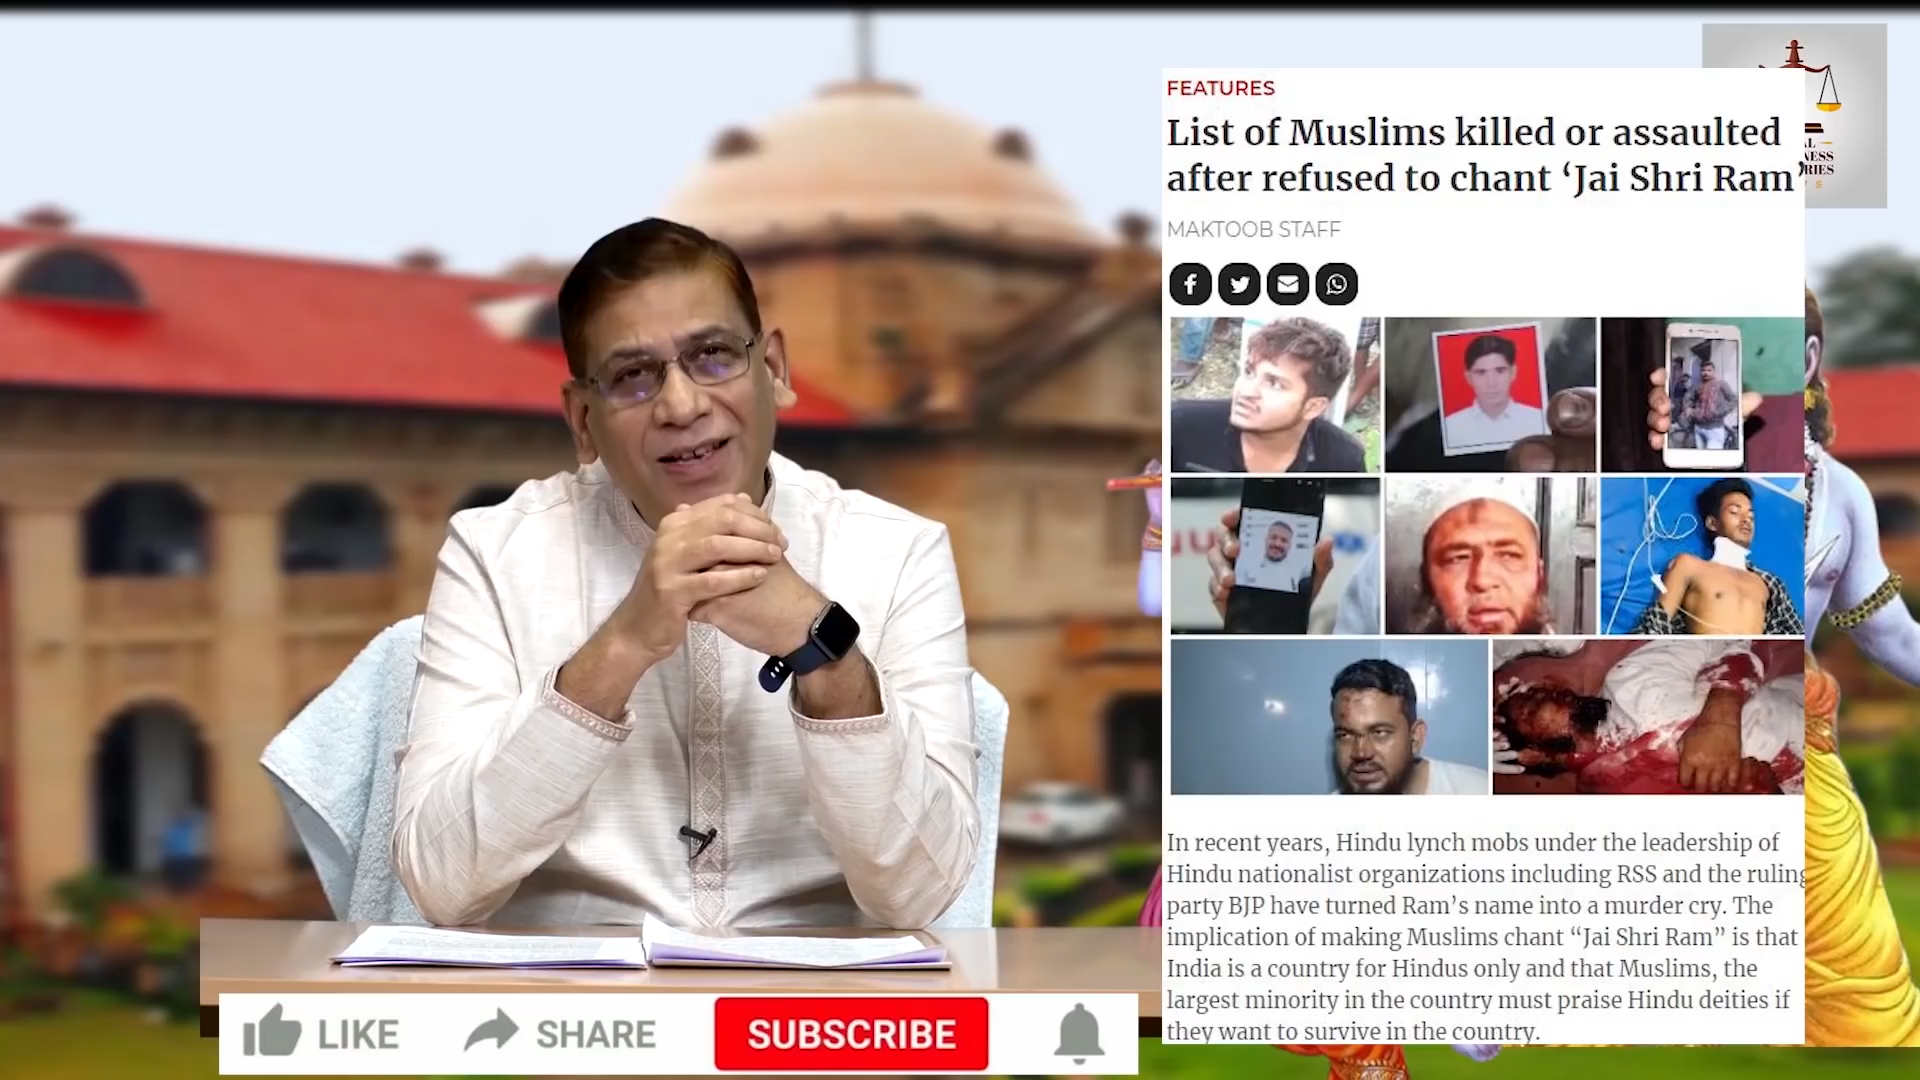 FEATURES
List of Muslims killed or assaulted
after refused to chant ‘Jai Shri Ram’
MAKTOOB STAFF
In recent years, Hindu lynch mobs under the leadership of
Hindu nationalist organizations including RSS and the ruling
party BJP have turned Ram’s name into a murder cry. The
implication of making Muslims chant “Jai Shri Ram” is that
India is a country for Hindus only and that Muslims, the
largest minority in the country must praise Hindu deities if
they want to survive in the country.
LIKE
SHARE
SUBSCRIBE